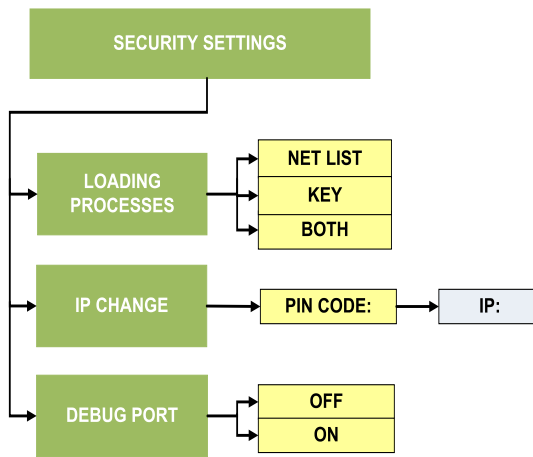 SECURITY SETTINGS
LOADING
PROCESSES
NET LIST
KEY
BOTH
IP CHANGE
PIN CODE:
IP:
DEBUG PORT
OFF
ON